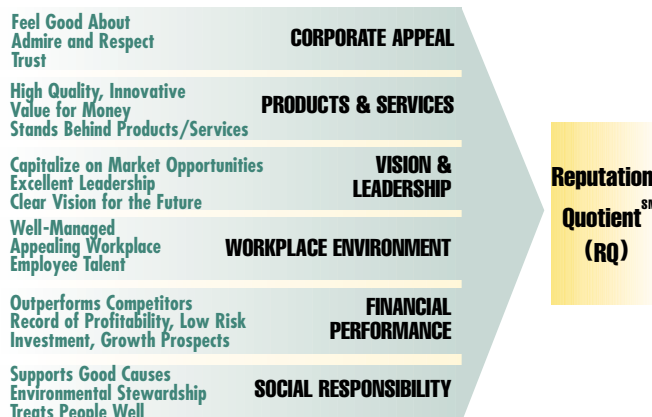 Feel Good About
Admire and Respect
Trust
CORPORATE APPEAL
High Quality, Innovative
Value for Money
Stands Behind Products/Services
PRODUCTS & SERVICES
Capitalize on Market Opportunities
Excellent Leadership
Clear Vision for the Future
VISION &
LEADERSHIP
Well-Managed
Appealing Workplace
Employee Talent
WORKPLACE ENVIRONMENT
Outperforms Competitors
Record of Profitability, Low Risk
Investment, Growth Prospects
FINANCIAL
PERFORMANCE
Supports Good Causes
Environmental Stewardship
Treats People Well
SOCIAL RESPONSIBILITY
Reputation
Quotient SM
(RQ)